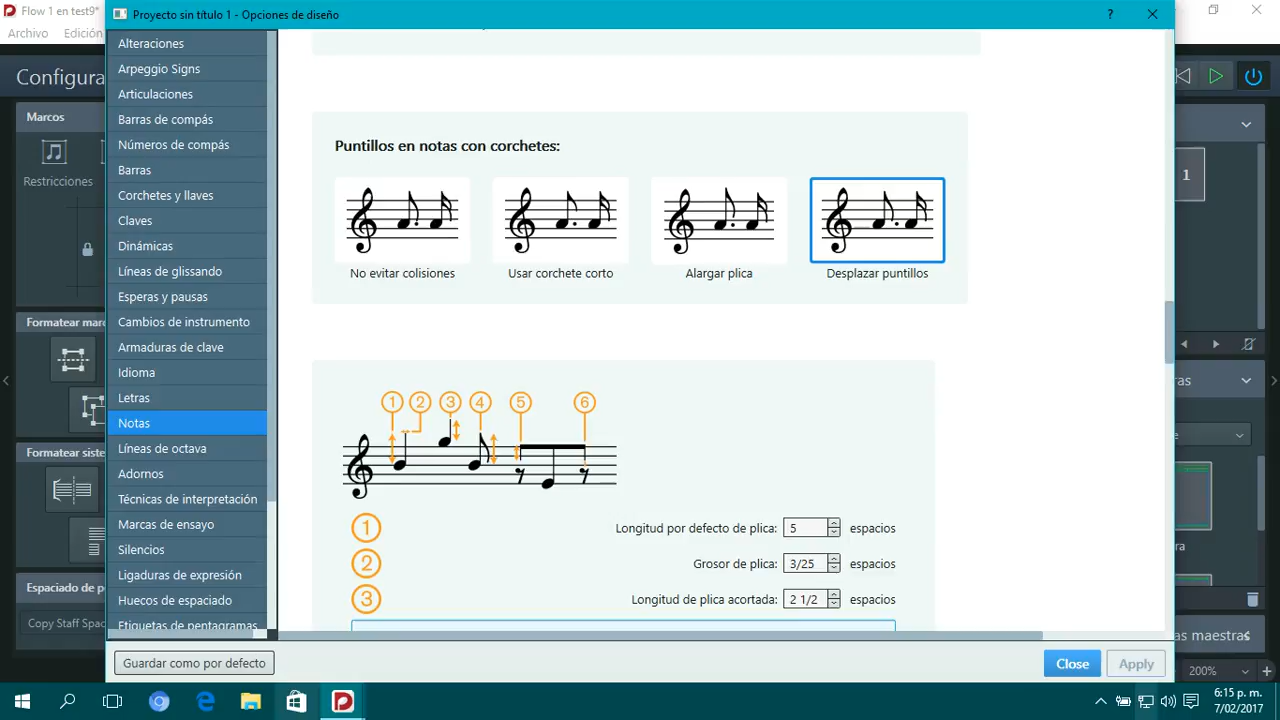 Flow 1 en test9*
Proyecto sin título 1 - Opciones de diseño
?
Archivo
Edición
Configura
Marcos
Restricciones
Formatear mar
Formatear siste
Espaciado de p
Copy Staff Spac
Alteraciones
Arpeggio Signs
Articulaciones
Barras de compás
Números de compás
Barras
Corchetes y llaves
Claves
Dinámicas
Líneas de glissando
Esperas y pausas
Cambios de instrumento
Armaduras de clave
Idioma
Letras
Notas
Líneas de octava
Adornos
Técnicas de interpretación
Marcas de ensayo
Silencios
Ligaduras de expresión
Huecos de espaciado
Etiquetas de pentagramas
Puntillos en notas con corchetes:
No evitar colisiones
Usar corchete corto
Alargar plica
Desplazar puntillos
1 2 3 4 5 6
1 Longitud por defecto de plica: 5 espacios
2 Grosor de plica: 3/25 espacios
3 Longitud de plica acortada: 2 1/2 espacios
Guardar como por defecto
Close
Apply
1
ras
e
ra
as maestras
200%
6:15 p. m.
7/02/2017